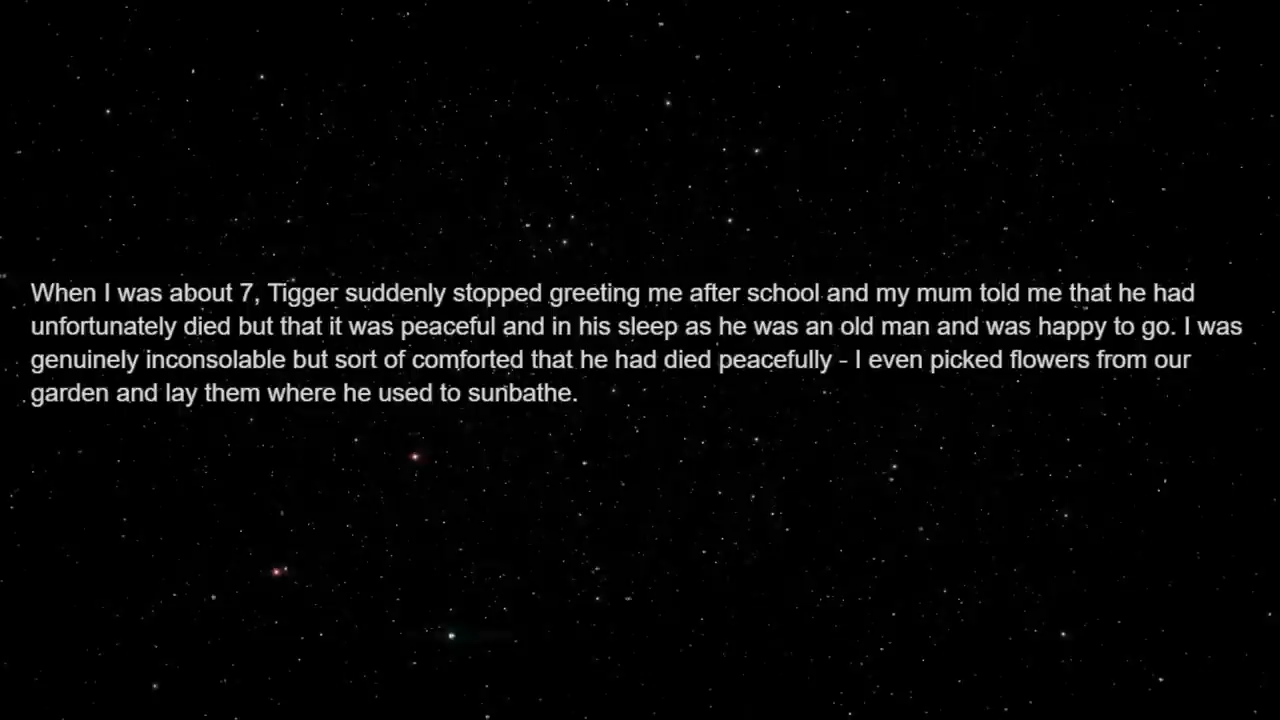 When I was about 7, Tigger suddenly stopped greeting me after school and my mum told me that he had
unfortunately died but that it was peaceful and in his sleep as he was an old man and was happy to go. I was
genuinely inconsolable but sort of comforted that he had died peacefully - I even picked flowers from our
garden and lay them where he used to sunbathe.